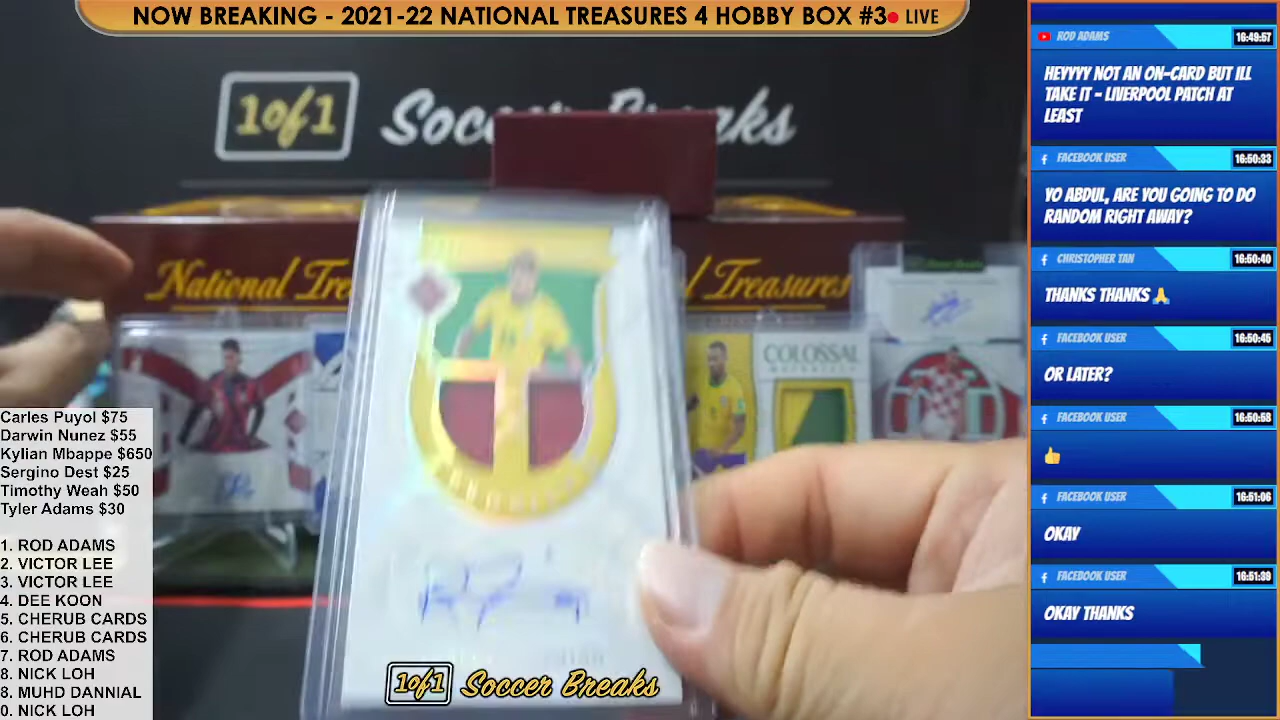 NOW BREAKING - 2021-22 NATIONAL TREASURES 4 HOBBY BOX #3
LIVE
1of1
Soccer Breaks
National Treasures
COLOSSAL
Carles Puyol $75
Darwin Nunez $55
Kylian Mbappe $650
Sergino Dest $25
Timothy Weah $50
Tyler Adams $30
1. ROD ADAMS
2. VICTOR LEE
3. VICTOR LEE
4. DEE KOON
5. CHERUB CARDS
6. CHERUB CARDS
7. ROD ADAMS
8. NICK LOH
8. MUHD DANNIAL
0. NICK LOH
1of1 Soccer Breaks
ROD ADAMS 16:49:57
HEYYYY NOT AN ON-CARD BUT ILL
TAKE IT - LIVERPOOL PATCH AT
LEAST
FACEBOOK USER 16:50:33
YO ABDUL, ARE YOU GOING TO DO
RANDOM RIGHT AWAY?
CHRISTOPHER TAN 16:50:40
THANKS THANKS🙏
FACEBOOK USER 16:50:45
OR LATER?
FACEBOOK USER 16:50:58
👍
FACEBOOK USER 16:51:06
OKAY
FACEBOOK USER 16:51:39
OKAY THANKS